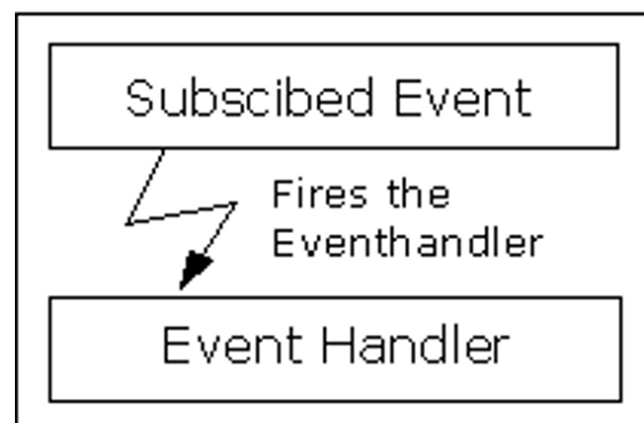 Subscibed Event
Fires the
Eventhandler
Event Handler